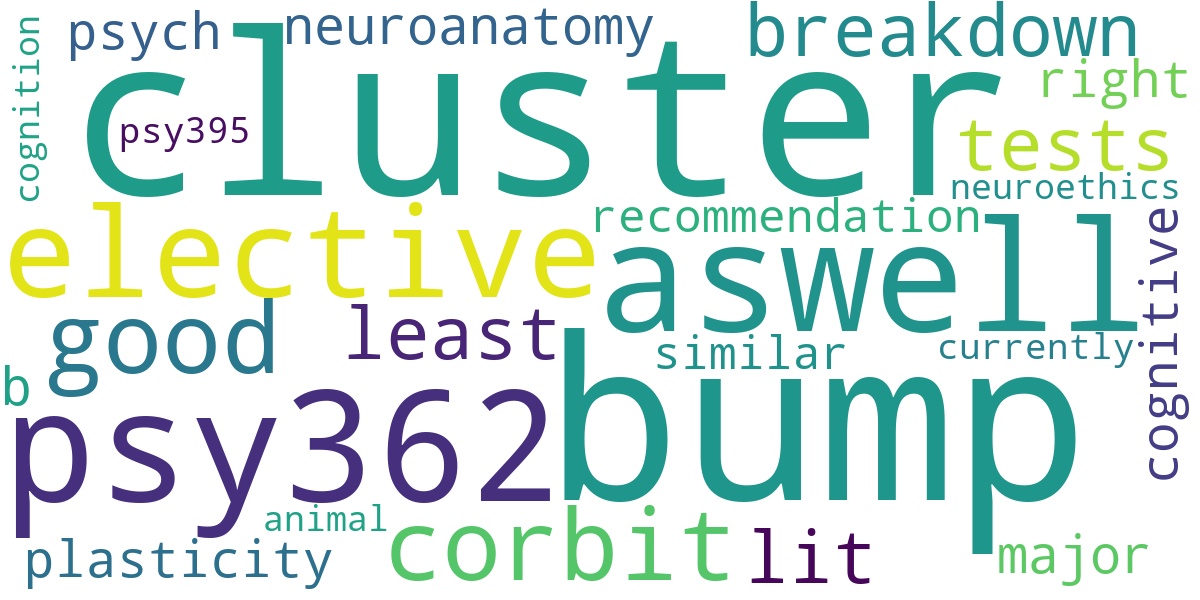 psych
neuroanatomy
breakdown
cognition
cluster
right
psy395
tests
neuroethics
elective
recommendation
aswell
cognitive
good
least
similar
currently
b
psy362
bump
animal
corbit
lit
plasticity
major